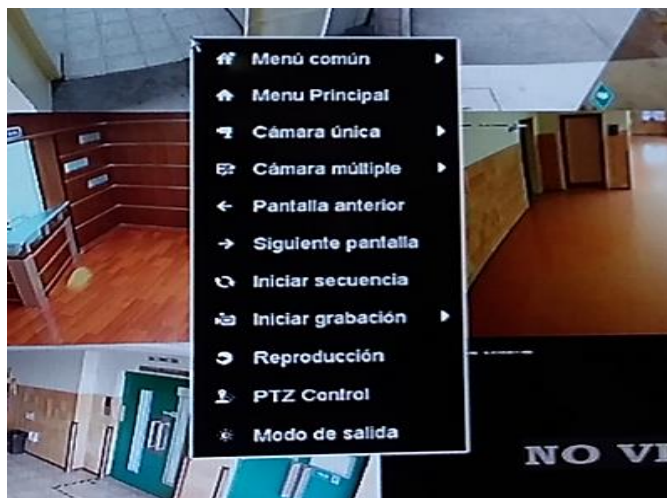 Menú común
Menu Principal
Cámara única
Cámara múltiple
Pantalla anterior
Siguiente pantalla
Iniciar secuencia
Iniciar grabación
Reproducción
PTZ Control
Modo de salida
NO VI